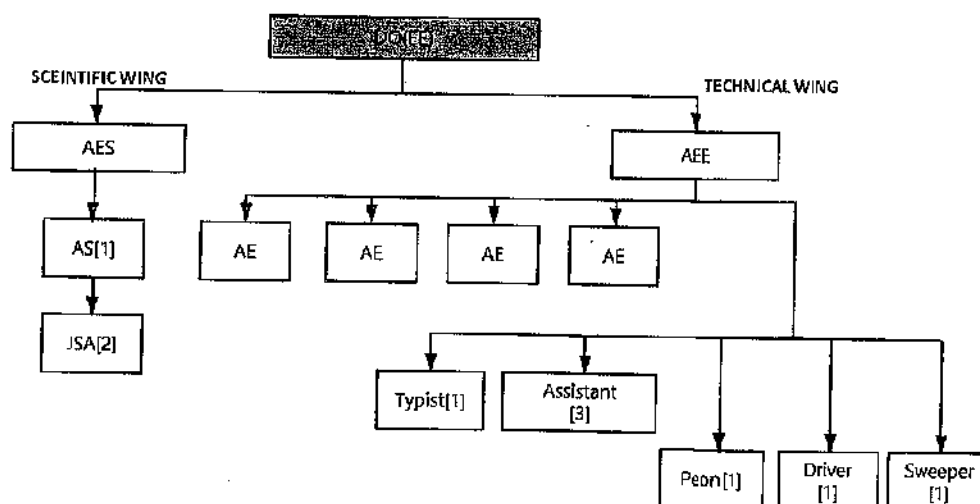 SCEINTIFIC WING
TECHNICAL WING
AES
AEE
AS[1]
AE
AE
AE
AE
JSA[2]
Typist[1]
Assistant
[3]
Peon[1]
Driver
[1]
Sweeper
[1]